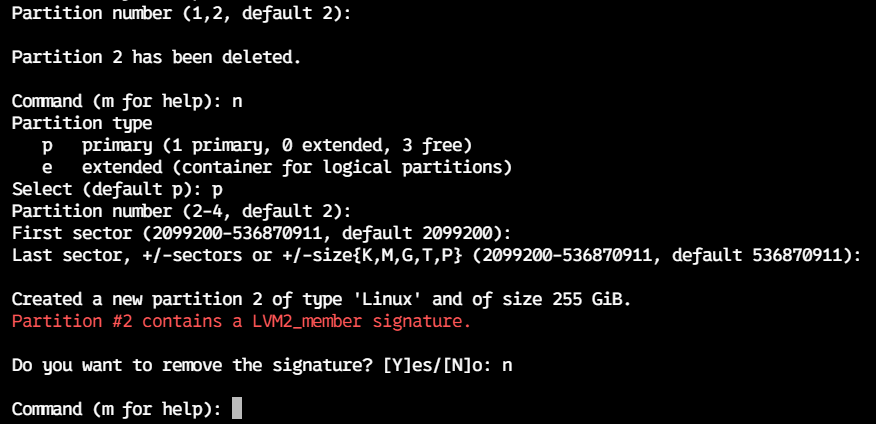 Partition number (1,2, default 2):
Partition 2 has been deleted.
Command (m for help): n
Partition type
   p   primary (1 primary, 0 extended, 3 free)
   e   extended (container for logical partitions)
Select (default p): p
Partition number (2-4, default 2):
First sector (2099200-536870911, default 2099200):
Last sector, +/-sectors or +/-size{K,M,G,T,P} (2099200-536870911, default 536870911):
Created a new partition 2 of type 'Linux' and of size 255 GiB.
Partition #2 contains a LVM2_member signature.
Do you want to remove the signature? [Y]es/[N]o: n
Command (m for help):